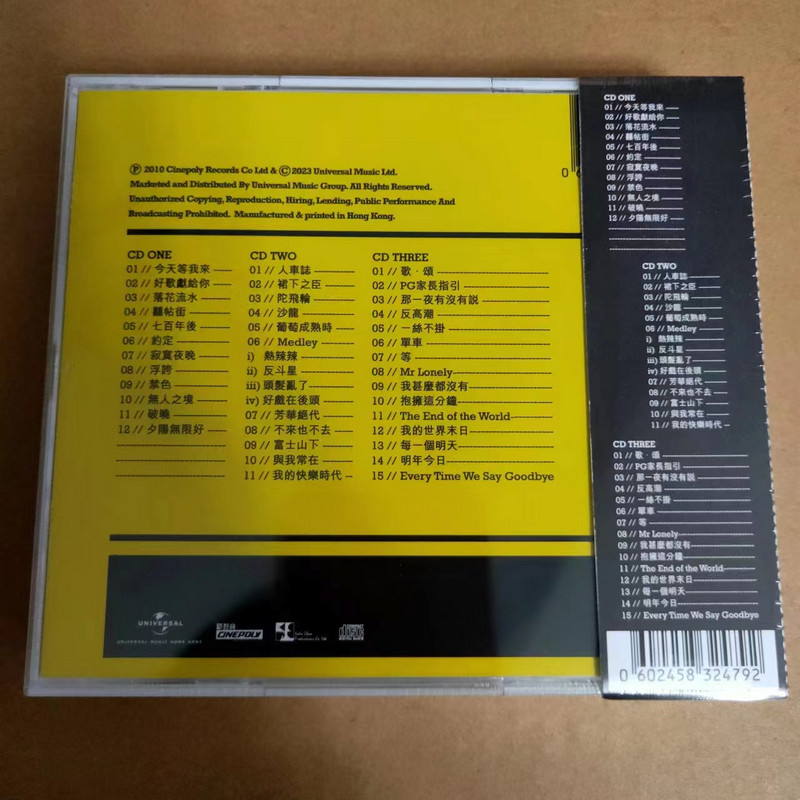 Ⓟ 2010 Cinepoly Records Co Ltd & Ⓒ 2023 Universal Music Ltd.
Marketed and Distributed By Universal Music Group. All Rights Reserved.
Unauthorized Copying, Reproduction, Hiring, Lending, Public Performance And
Broadcasting Prohibited. Manufactured & printed in Hong Kong.
CD ONE
01 // 今天等我來
02 // 好歌獻給你
03 // 落花流水
04 // 囍帖街
05 // 七百年後
06 // 約定
07 // 寂寞夜晚
08 // 浮誇
09 // 禁色
10 // 無人之境
11 // 破曉
12 // 夕陽無限好
CD TWO
01 // 人車誌
02 // 裙下之臣
03 // 陀飛輪
04 // 沙龍
05 // 葡萄成熟時
06 // Medley
i) 熱辣辣
ii) 反斗星
iii) 頭髮亂了
iv) 好戲在後頭
07 // 芳華絕代
08 // 不來也不去
09 // 富士山下
10 // 與我常在
11 // 我的快樂時代
CD THREE
01 // 歌 · 頌
02 // PG家長指引
03 // 那一夜有沒有說
04 // 反高潮
05 // 一絲不掛
06 // 單車
07 // 等
08 // Mr Lonely
09 // 我甚麼都沒有
10 // 抱擁這分鐘
11 // The End of the World
12 // 我的世界末日
13 // 每一個明天
14 // 明年今日
15 // Every Time We Say Goodbye
UNIVERSAL
UNIVERSAL MUSIC HONG KONG
新藝寶
CINEPOLY
0
CD ONE
01 // 今天等我來
02 // 好歌獻給你
03 // 落花流水
04 // 囍帖街
05 // 七百年後
06 // 約定
07 // 寂寞夜晚
08 // 浮誇
09 // 禁色
10 // 無人之境
11 // 破曉
12 // 夕陽無限好
CD TWO
01 // 人車誌
02 // 裙下之臣
03 // 陀飛輪
04 // 沙龍
05 // 葡萄成熟時
06 // Medley
i) 熱辣辣
ii) 反斗星
iii) 頭髮亂了
iv) 好戲在後頭
07 // 芳華絕代
08 // 不來也不去
09 // 富士山下
10 // 與我常在
11 // 我的快樂時代
CD THREE
01 // 歌 · 頌
02 // PG家長指引
03 // 那一夜有沒有說
04 // 反高潮
05 // 一絲不掛
06 // 單車
07 // 等
08 // Mr Lonely
09 // 我甚麼都沒有
10 // 抱擁這分鐘
11 // The End of the World
12 // 我的世界末日
13 // 每一個明天
14 // 明年今日
15 // Every Time We Say Goodbye
0 602458 324792